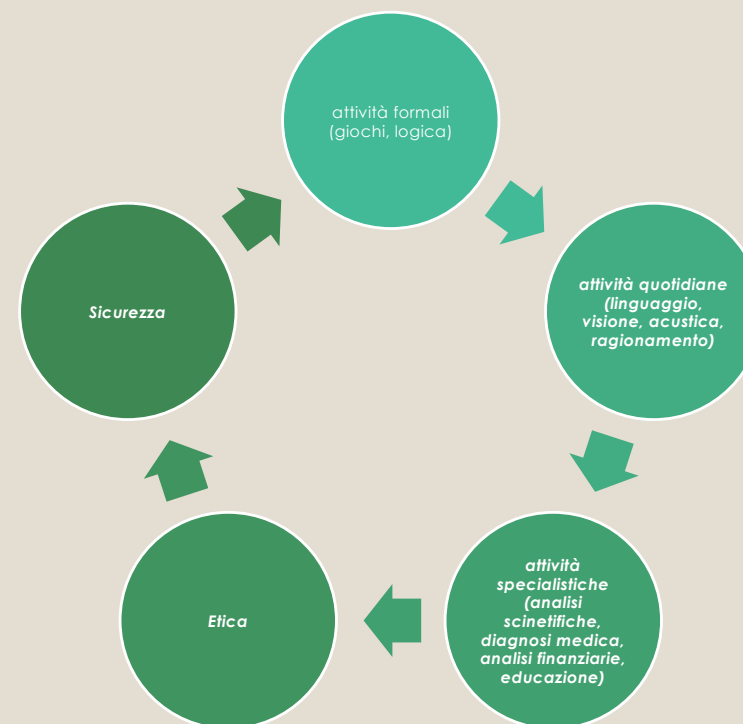 attività formali
(giochi, logica)
attività quotidiane
(linguaggio,
visione, acustica,
ragionamento)
attività
specialistiche
(analisi
scinetifiche,
diagnosi medica,
analisi finanziarie,
educazione)
Etica
Sicurezza